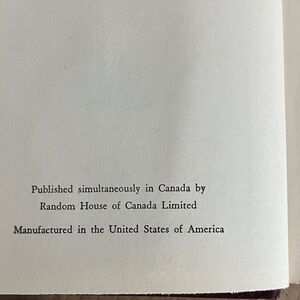 Published simultaneously in Canada by
Random House of Canada Limited
Manufactured in the United States of America